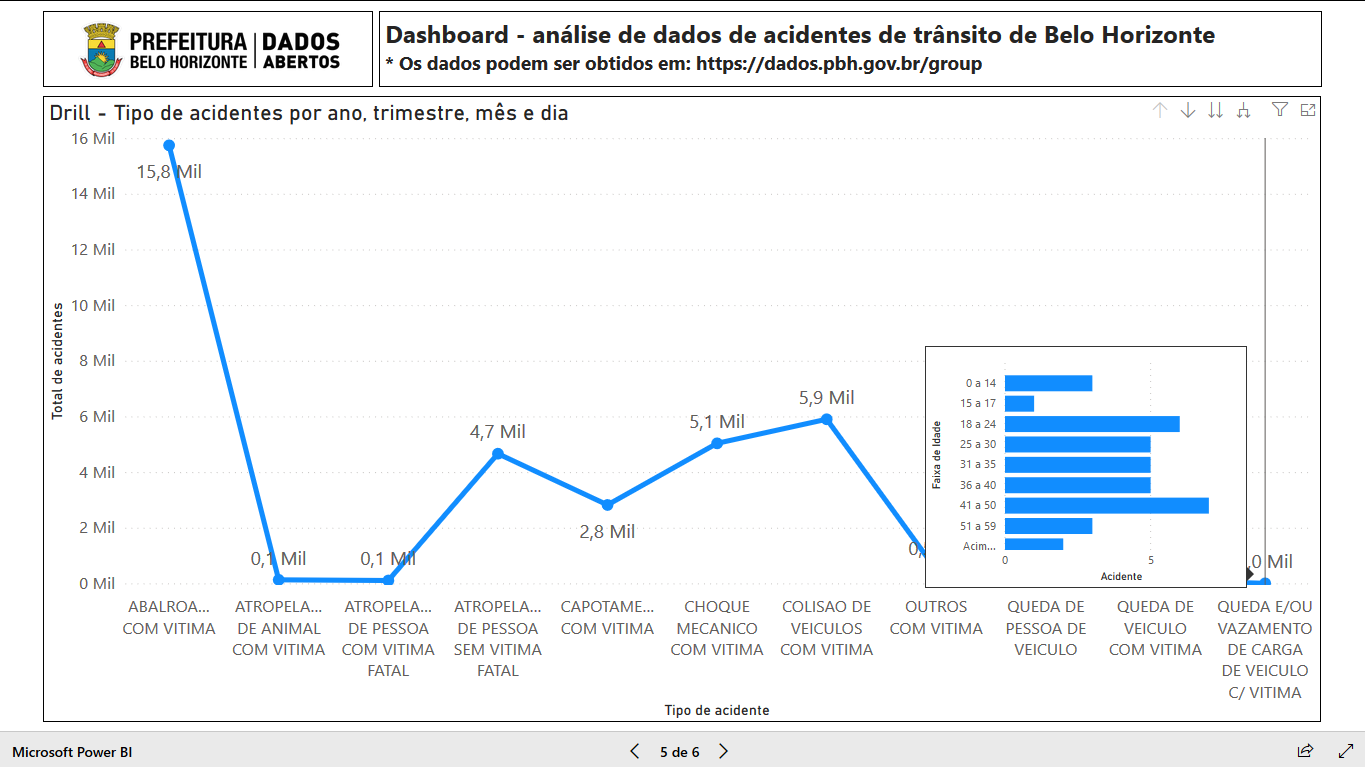 PREFEITURA
BELO HORIZONTE
DADOS
ABERTOS
Dashboard - análise de dados de acidentes de trânsito de Belo Horizonte
* Os dados podem ser obtidos em: https://dados.pbh.gov.br/group
Drill - Tipo de acidentes por ano, trimestre, mês e dia
16 Mil
14 Mil
12 Mil
10 Mil
8 Mil
6 Mil
4 Mil
2 Mil
0 Mil
Total de acidentes
15,8 Mil
0,1 Mil
0,1 Mil
4,7 Mil
2,8 Mil
5,1 Mil
5,9 Mil
,0 Mil
Faixa de Idade
0 a 14
15 a 17
18 a 24
25 a 30
31 a 35
36 a 40
41 a 50
51 a 59
Acim...
0
5
Acidente
ABALROA...
COM VITIMA
ATROPELA...
DE ANIMAL
COM VITIMA
ATROPELA...
DE PESSOA
COM VITIMA
FATAL
ATROPELA...
DE PESSOA
SEM VITIMA
FATAL
CAPOTAME...
COM VITIMA
CHOQUE
MECANICO
COM VITIMA
COLISAO DE
VEICULOS
COM VITIMA
OUTROS
COM VITIMA
QUEDA DE
PESSOA DE
VEICULO
QUEDA DE
VEICULO
COM VITIMA
QUEDA E/OU
VAZAMENTO
DE CARGA
DE VEICULO
C/ VITIMA
Tipo de acidente
Microsoft Power BI
5 de 6